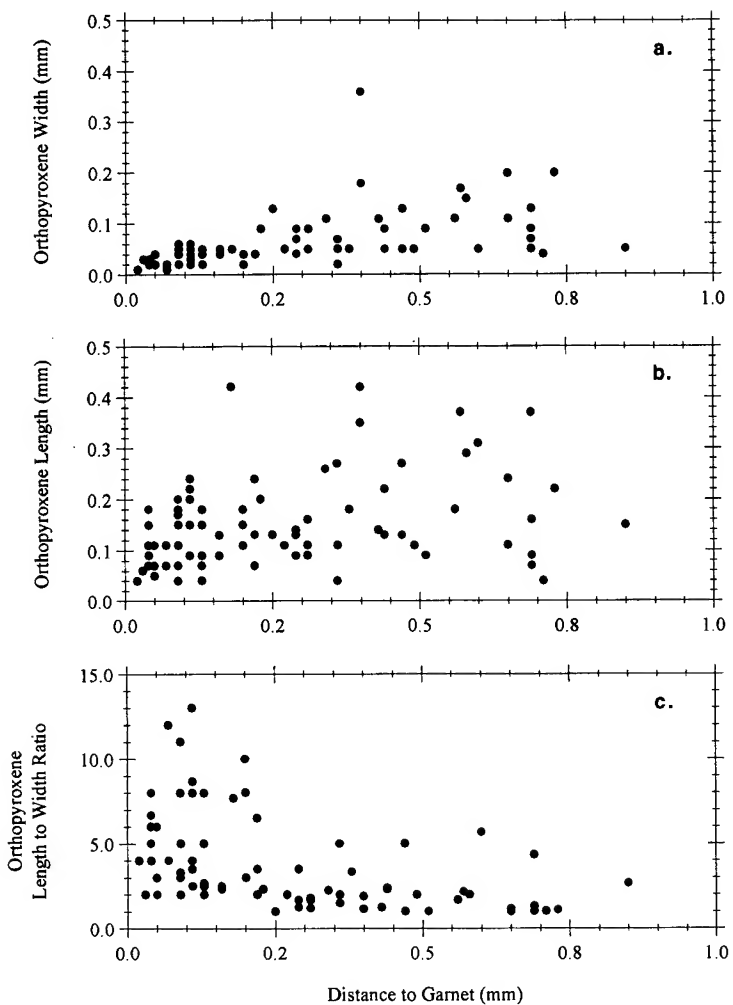 a.
Orthopyroxene Width (mm)
0.5
0.4
0.3
0.2
0.1
0.0
0.0 0.2 0.5 0.8 1.0
b.
Orthopyroxene Length (mm)
0.5
0.4
0.3
0.2
0.1
0.0
0.0 0.2 0.5 0.8 1.0
c.
Orthopyroxene
Length to Width Ratio
15.0
10.0
5.0
0.0
0.0 0.2 0.5 0.8 1.0
Distance to Garnet (mm)